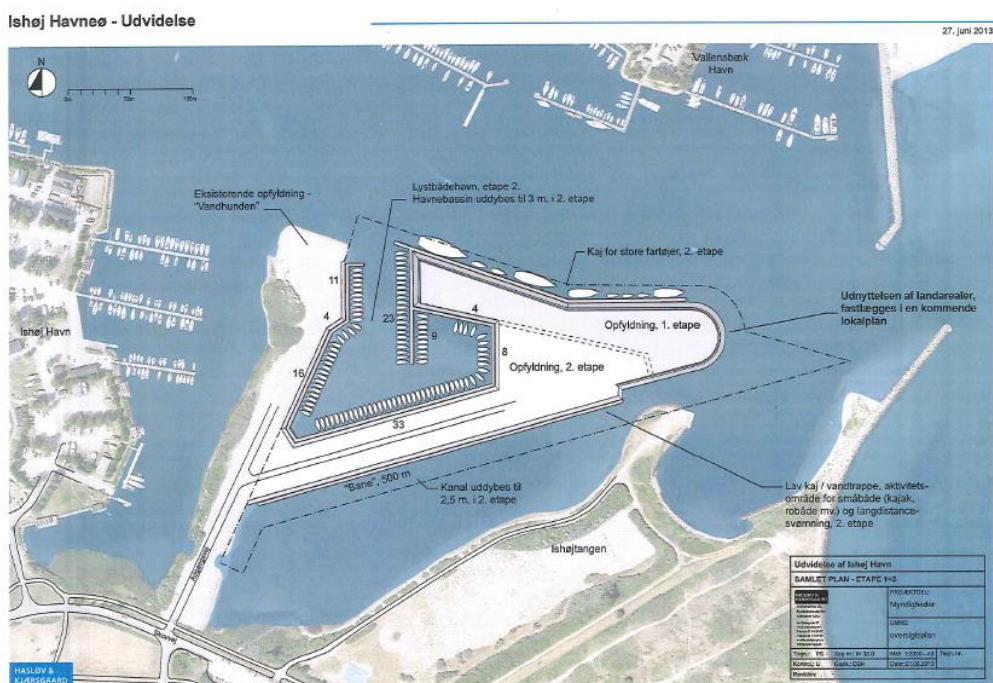 Ishøj Havneø - Udvidelse
27. juni 2013
N
Vallensbæk
Havn
Eksisterende opfyldning -
"Vandhunden"
Lystbådehavn, etape 2.
Havnebassin uddybes til 3 m. i 2. etape
Kaj for store fartøjer, 2. etape
Udnyttelsen af landarealer,
fastlægges i en kommende
lokalplan
Ishøj Havn
11
4
23
9
4
16
8
33
Opfyldning, 1. etape
Opfyldning, 2. etape
"Bane", 500 m
Kanal uddybes til
2,5 m. i 2. etape
Lav kaj / vandtrappe, aktivitets-
område for småbåde (kajak,
robåde mv.) og langdistance-
svømning, 2. etape
Ishøjtangen
Skovvej
Udvidelse af Ishøj Havn
SAMLET PLAN - ETAPE 1+2
Myndigheder
oversigtsplan
HASLØV &
KJÆRSGAARD